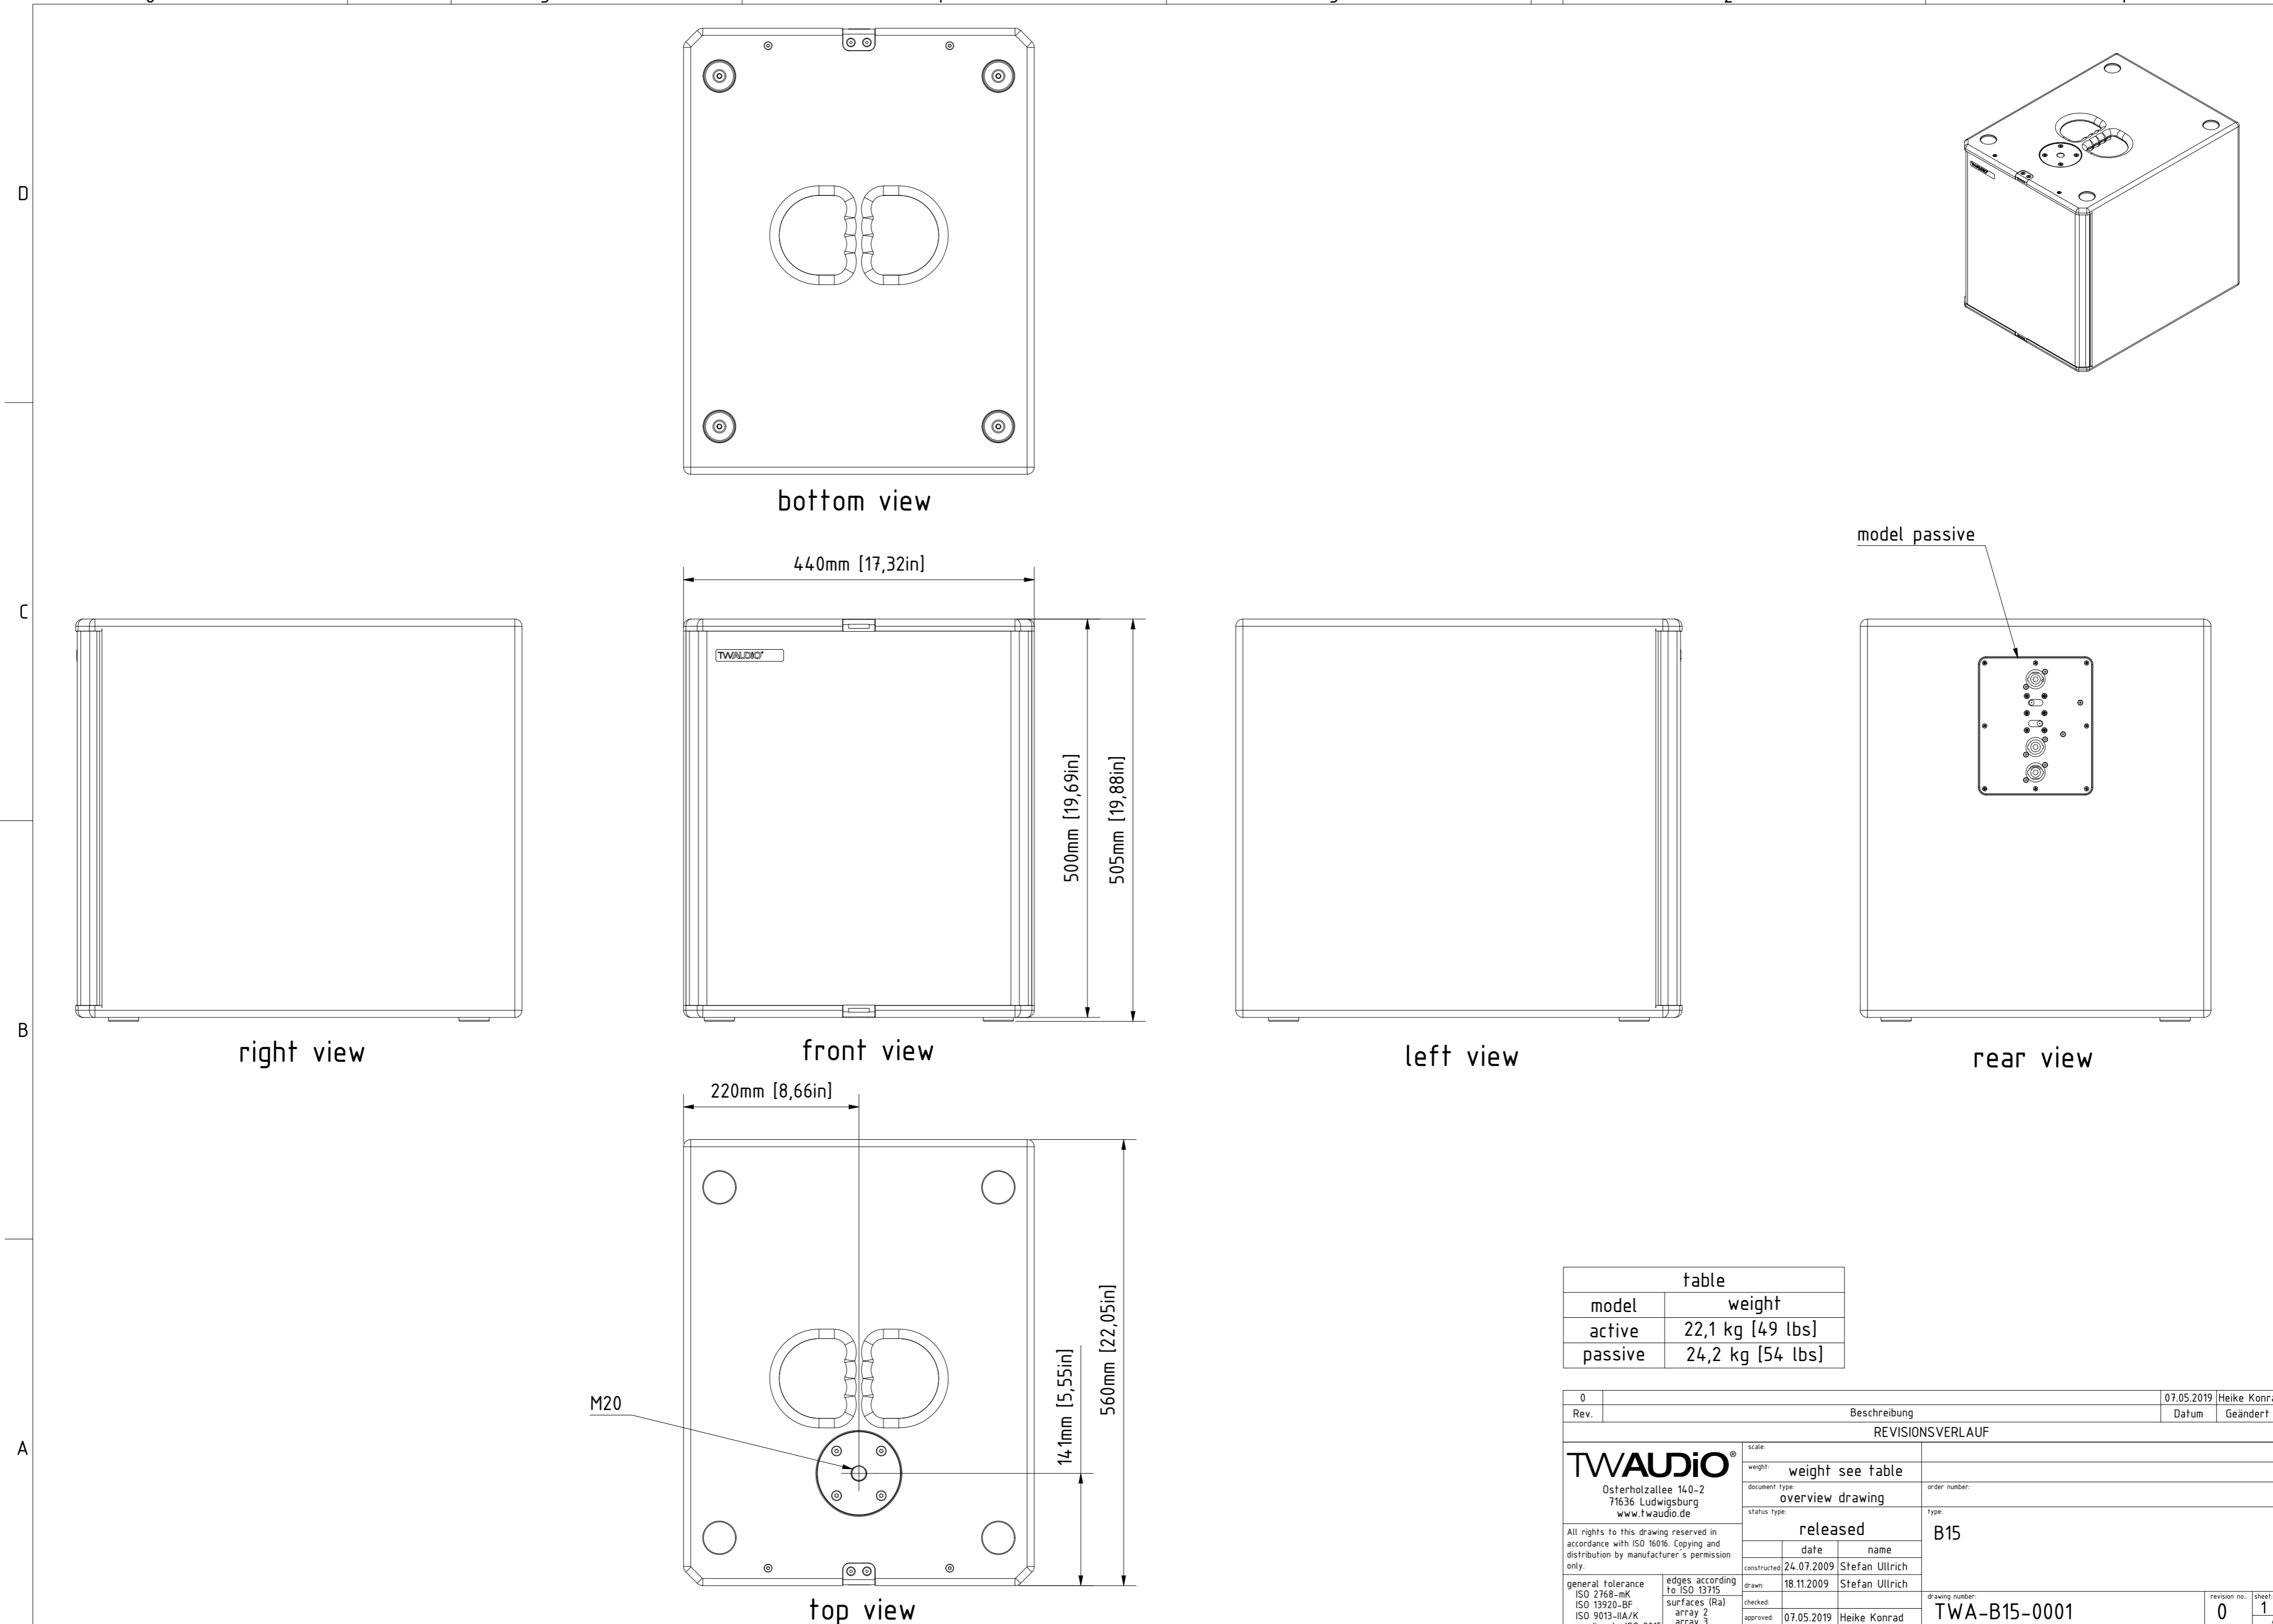 D
bottom view
model passive
440mm [17,32in]
C
TWAUDiO
500mm [19,69in]
505mm [19,88in]
B
right view
front view
left view
rear view
220mm [8,66in]
M20
141mm [5,55in]
560mm [22,05in]
A
top view
table
model weight
active 22,1 kg [49 lbs]
passive 24,2 kg [54 lbs]
0 07.05.2019 Heike
Rev. Beschreibung Datum Geändert
REVISIONSVERLAUF
TWAUDiO®
Osterholzallee 140-2
71636 Ludwigsburg
www.twaudio.de
All rights to this drawing reserved in
accordance with ISO 16016. Copying and
distribution by manufacturer´s permission
only.
general tolerance
ISO 2768-mK
ISO 13920-BF
ISO 9013-IIA/K
edges according
to ISO 13715
surfaces (Ra)
array 2
array 3
scale:
weight: weight see table
document type:
overview drawing
status type:
released
date name
constructed: 24.07.2009 Stefan Ullrich
drawn: 18.11.2009 Stefan Ullrich
checked:
approved: 07.05.2019 Heike Konrad
order number:
type:
B15
drawing number:
TWA-B15-0001
revision no.:
0
sheet:
1